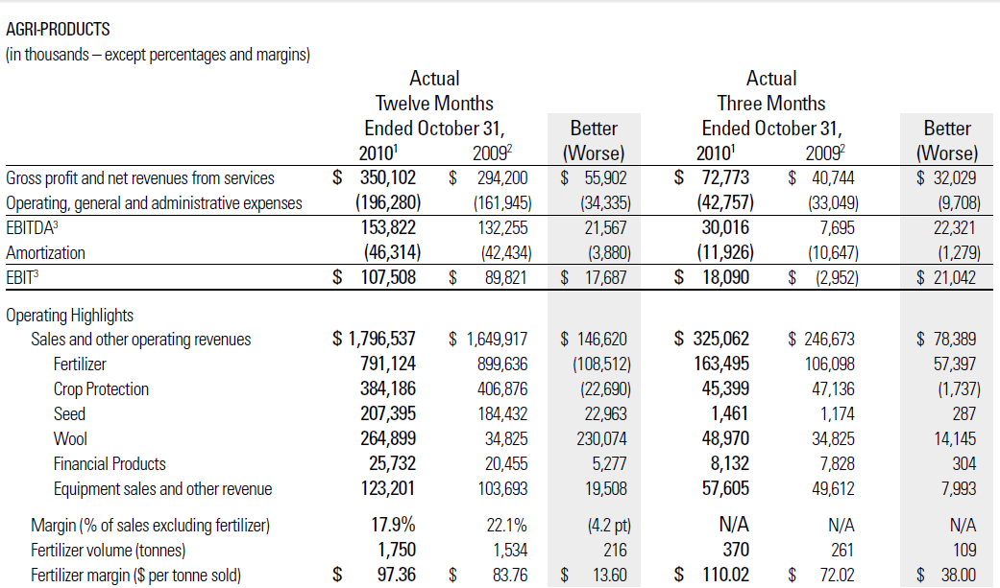 AGRI-PRODUCTS
(in thousands – except percentages and margins)
Actual Actual
Twelve Months Three Months
Ended October 31, Better Ended October 31, Better
2010¹ 2009² (Worse) 2010¹ 2009² (Worse)
Gross profit and net revenues from services $ 350,102 $ 294,200 $ 55,902 $ 72,773 $ 40,744 $ 32,029
Operating, general and administrative expenses (196,280) (161,945) (34,335) (42,757) (33,049) (9,708)
EBITDA³ 153,822 132,255 21,567 30,016 7,695 22,321
Amortization (46,314) (42,434) (3,880) (11,926) (10,647) (1,279)
EBIT³ $ 107,508 $ 89,821 $ 17,687 $ 18,090 $ (2,952) $ 21,042
Operating Highlights
Sales and other operating revenues $ 1,796,537 $ 1,649,917 $ 146,620 $ 325,062 $ 246,673 $ 78,389
Fertilizer 791,124 899,636 (108,512) 163,495 106,098 57,397
Crop Protection 384,186 406,876 (22,690) 45,399 47,136 (1,737)
Seed 207,395 184,432 22,963 1,461 1,174 287
Wool 264,899 34,825 230,074 48,970 34,825 14,145
Financial Products 25,732 20,455 5,277 8,132 7,828 304
Equipment sales and other revenue 123,201 103,693 19,508 57,605 49,612 7,993
Margin (% of sales excluding fertilizer) 17.9% 22.1% (4.2 pt) N/A N/A N/A
Fertilizer volume (tonnes) 1,750 1,534 216 370 261 109
Fertilizer margin ($ per tonne sold) $ 97.36 $ 83.76 $ 13.60 $ 110.02 $ 72.02 $ 38.00